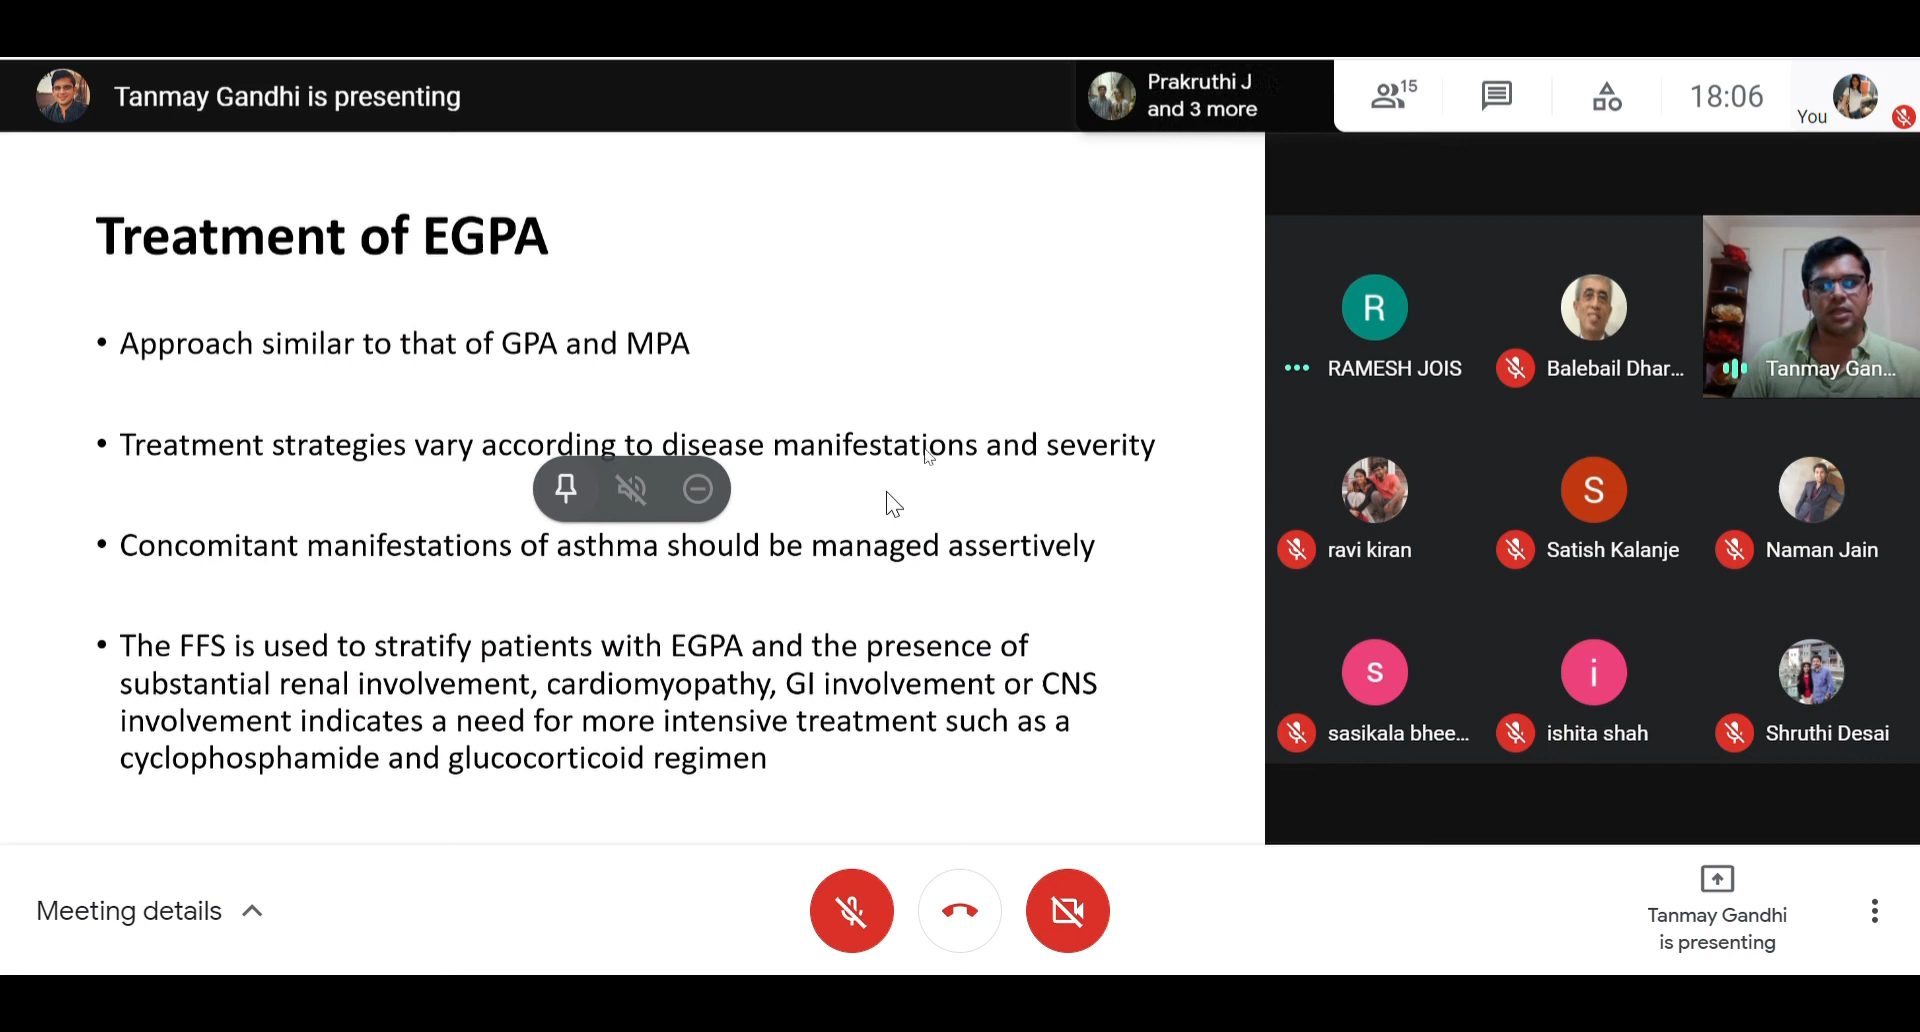 Tanmay Gandhi is presenting
Prakruthi J
and 3 more
15
18:06
You
Treatment of EGPA
• Approach similar to that of GPA and MPA
• Treatment strategies vary according to disease manifestations and severity
• Concomitant manifestations of asthma should be managed assertively
• The FFS is used to stratify patients with EGPA and the presence of
substantial renal involvement, cardiomyopathy, GI involvement or CNS
involvement indicates a need for more intensive treatment such as a
cyclophosphamide and glucocorticoid regimen
R
RAMESH JOIS
Balebail Dhar...
Tanmay Gan...
ravi kiran
S
Satish Kalanje
Naman Jain
s
sasikala bhee...
i
ishita shah
Shruthi Desai
Meeting details
Tanmay Gandhi
is presenting